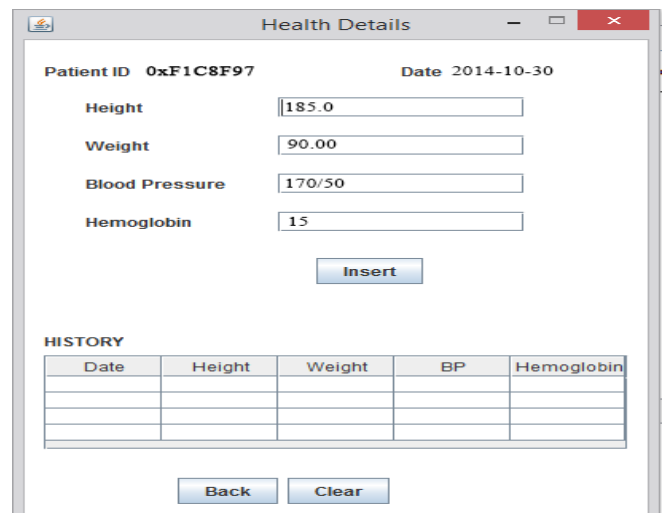 Health Details
Patient ID 0xF1C8F97 Date 2014-10-30
Height 185.0
Weight 90.00
Blood Pressure 170/50
Hemoglobin 15
Insert
HISTORY
Date Height Weight BP Hemoglobin
Back Clear